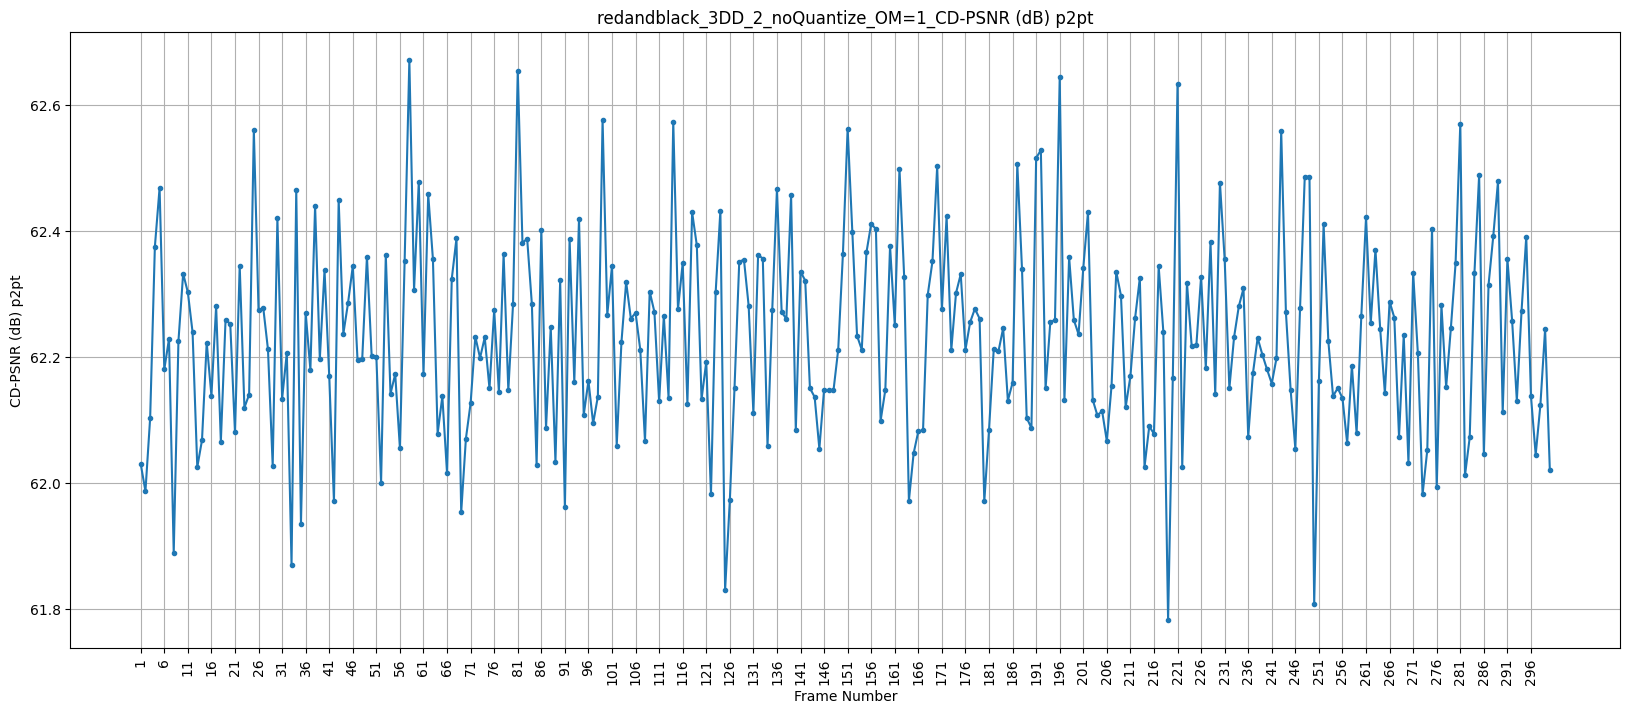 redandblack_3DD_2_noQuantize_OM=1_CD-PSNR (dB) p2pt
CD-PSNR (dB) p2pt
62.6
62.4
62.2
62.0
61.8
1 6 11 16 21 26 31 36 41 46 51 56 61 66 71 76 81 86 91 96 101 106 111 116 121 126 131 136 141 146 151 156 161 166 171 176 181 186 191 196 201 206 211 216 221 226 231 236 241 246 251 256 261 266 271 276 281 286 291 296
Frame Number